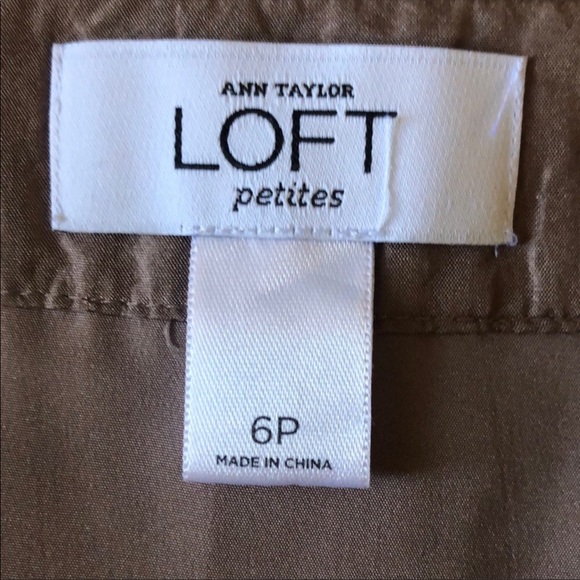 ANN TAYLOR
LOFT
petites
6P
MADE IN CHINA